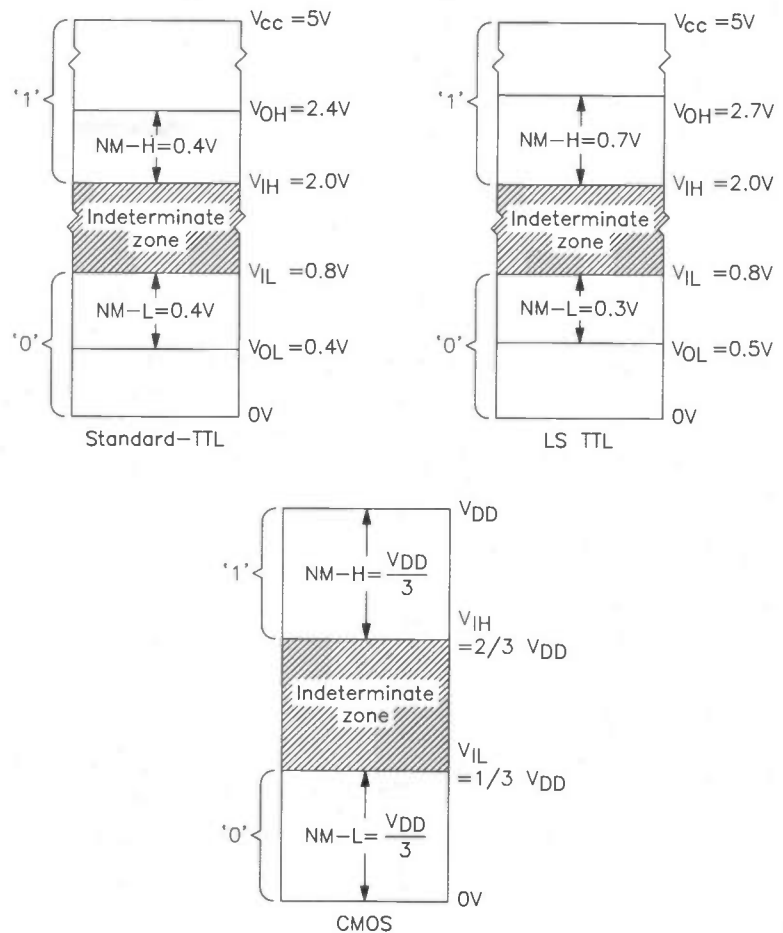 VCC =5V
'1'
VOH =2.4V
NM-H=0.4V
VIH =2.0V
Indeterminate
zone
VIL =0.8V
NM-L=0.4V
'0'
VOL =0.4V
0V
Standard-TTL
VCC =5V
'1'
VOH =2.7V
NM-H=0.7V
VIH =2.0V
Indeterminate
zone
VIL =0.8V
NM-L=0.3V
'0'
VOL =0.5V
0V
LS TTL
VDD
'1'
NM-H= VDD
3
VIH
=2/3 VDD
Indeterminate
zone
VIL
=1/3 VDD
'0'
NM-L= VDD
3
0V
CMOS